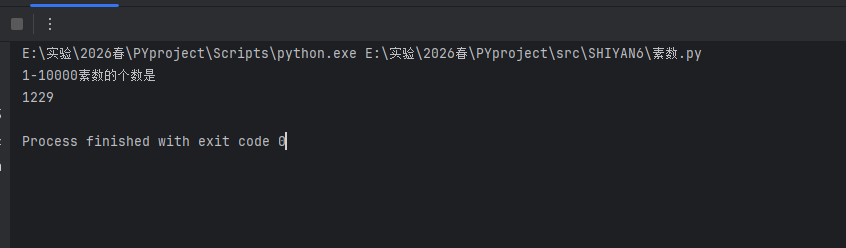 E:\实验\2026春\PYproject\Scripts\python.exe E:\实验\2026春\PYproject\src\SHIYAN6\素数.py
1-10000素数的个数是
1229
Process finished with exit code 0